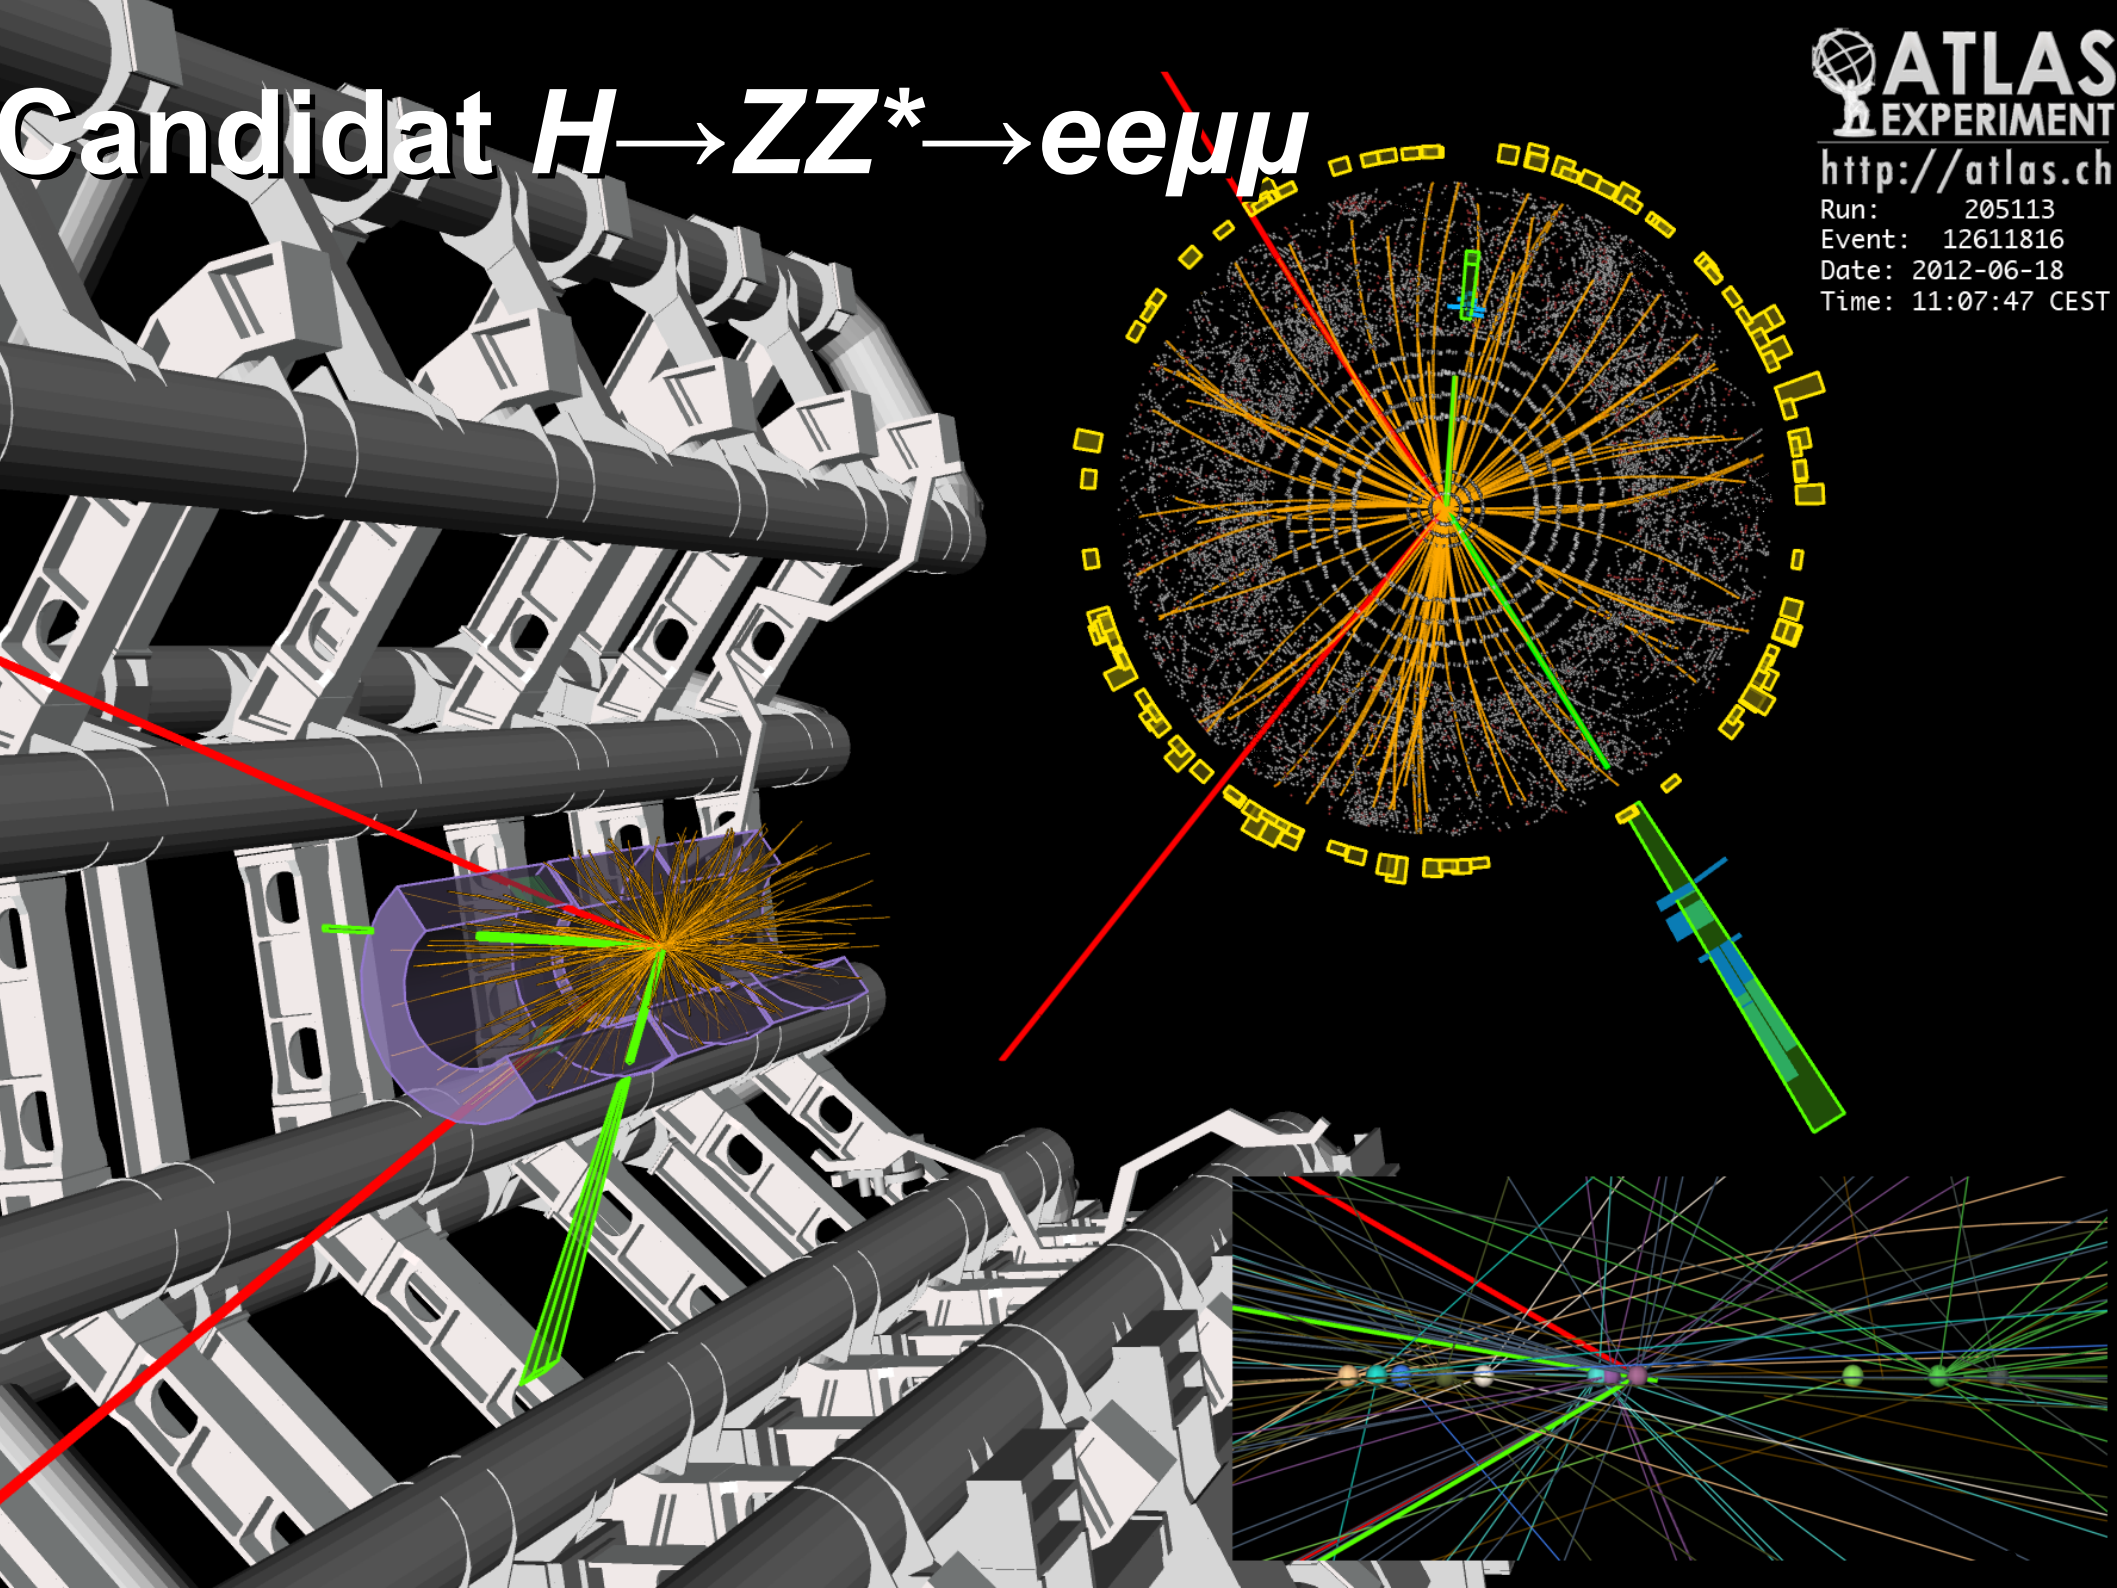 Candidat H→ZZ*→eeμμ
ATLAS
EXPERIMENT
http://atlas.ch
Run: 205113
Event: 12611816
Date: 2012-06-18
Time: 11:07:47 CEST